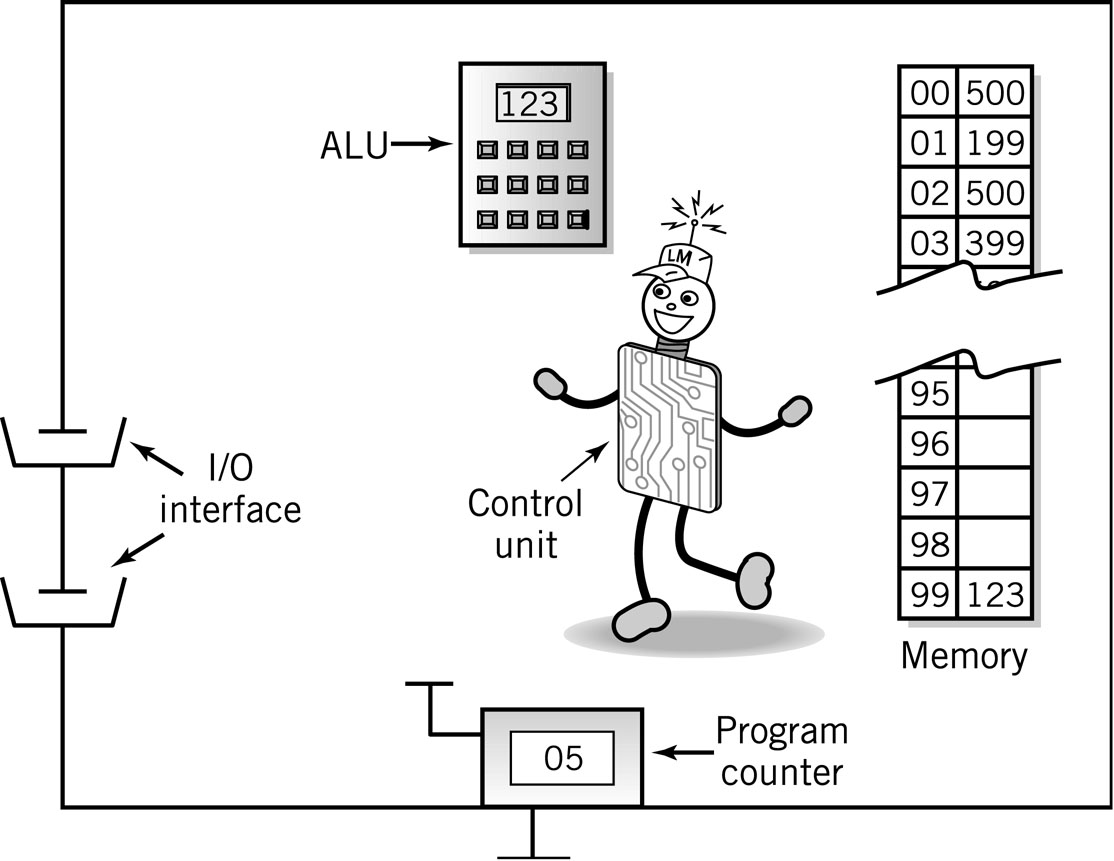 123
ALU
LM
00 500
01 199
02 500
03 399
95
96
97
98
99 123
Memory
I/O
interface
Control
unit
05
Program
counter